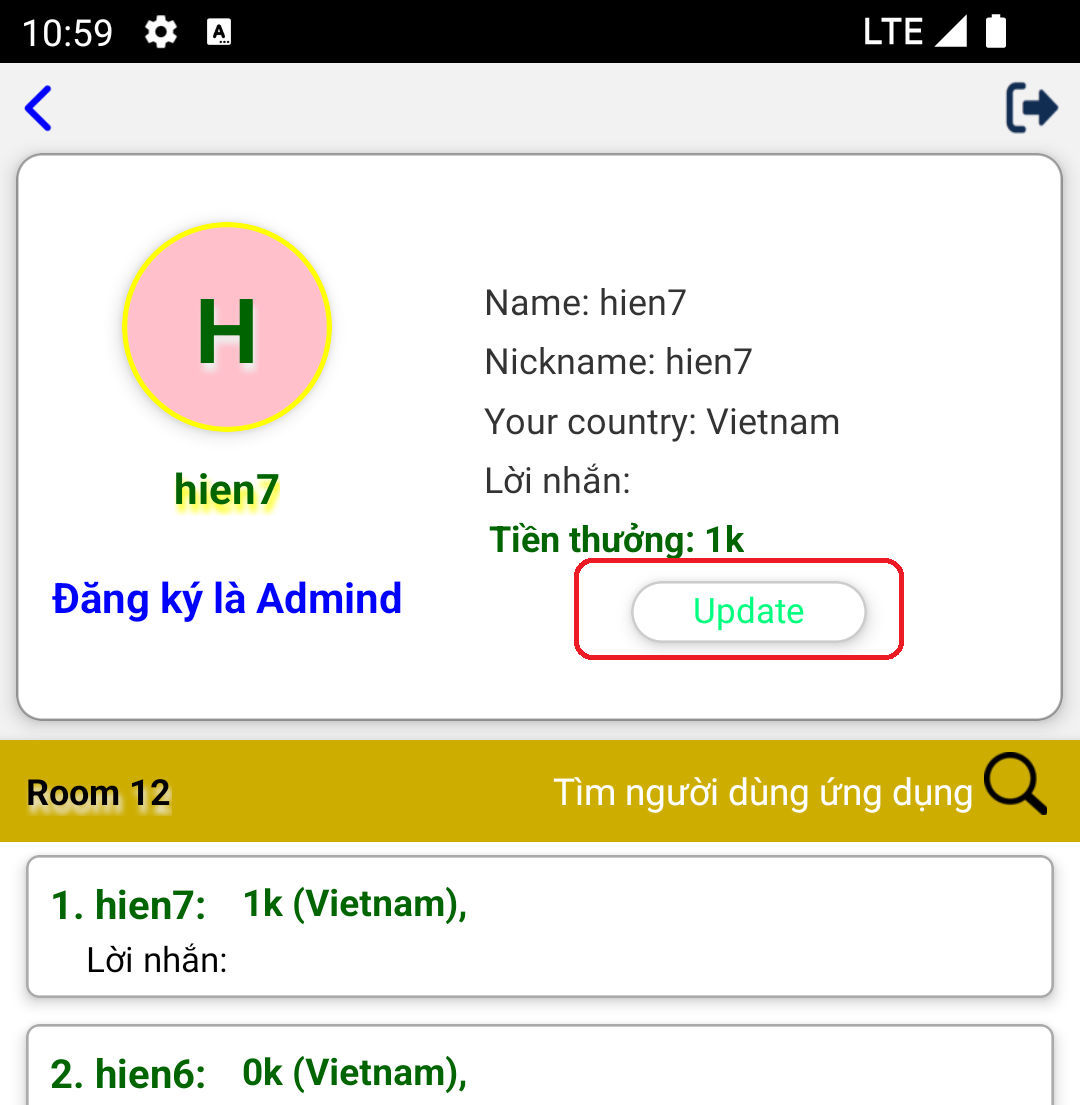 10:59 A LTE
H
hien7
Đăng ký là Admind
Name: hien7
Nickname: hien7
Your country: Vietnam
Lời nhắn:
Tiền thưởng: 1k
Update
Room 12 Tìm người dùng ứng dụng
1. hien7: 1k (Vietnam),
Lời nhắn:
2. hien6: 0k (Vietnam),